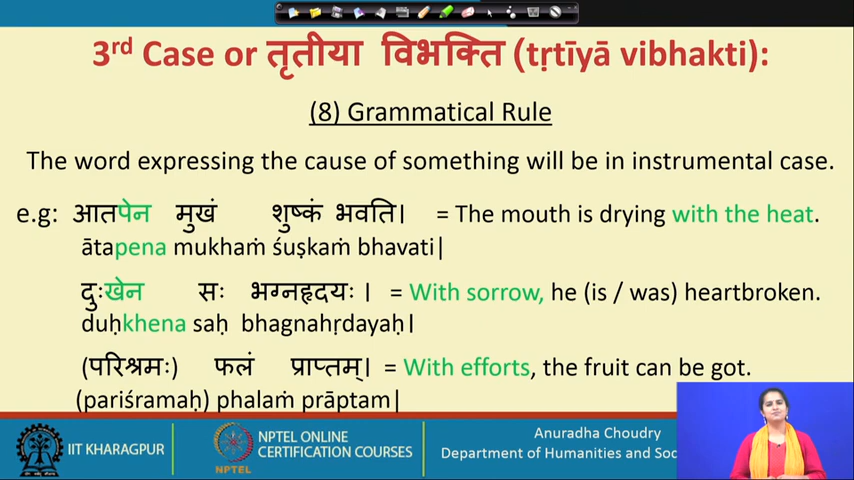 3rd Case or तृतीया विभक्ति (tṛtīyā vibhakti):
(8) Grammatical Rule
The word expressing the cause of something will be in instrumental case.
e.g: आतपेन मुखं शुष्कं भवति। = The mouth is drying with the heat.
ātapena mukhaṁ śuṣkaṁ bhavati|
दुःखेन सः भग्नहृदयः। = With sorrow, he (is / was) heartbroken.
duḥkhena saḥ bhagnahṛdayaḥ।
(परिश्रमः) फलं प्राप्तम्। = With efforts, the fruit can be got.
(pariśramaḥ) phalaṁ prāptam|
IIT KHARAGPUR
NPTEL
NPTEL ONLINE
CERTIFICATION COURSES
Anuradha Choudry
Department of Humanities and Soc